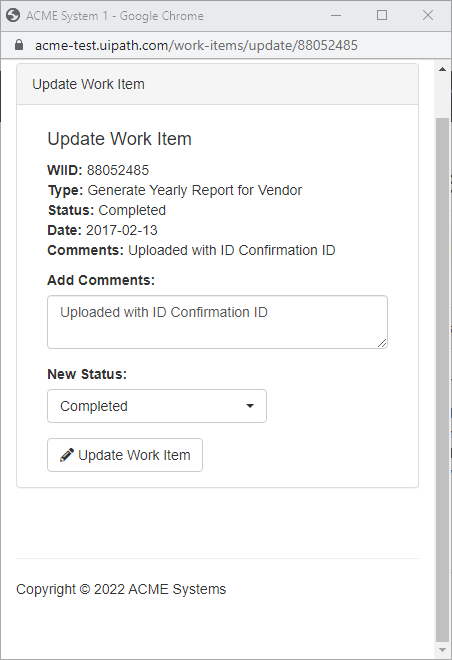 ACME System 1 - Google Chrome
acme-test.uipath.com/work-items/update/88052485
Update Work Item
Update Work Item
WIID: 88052485
Type: Generate Yearly Report for Vendor
Status: Completed
Date: 2017-02-13
Comments: Uploaded with ID Confirmation ID
Add Comments:
Uploaded with ID Confirmation ID
New Status:
Completed
Update Work Item
Copyright © 2022 ACME Systems